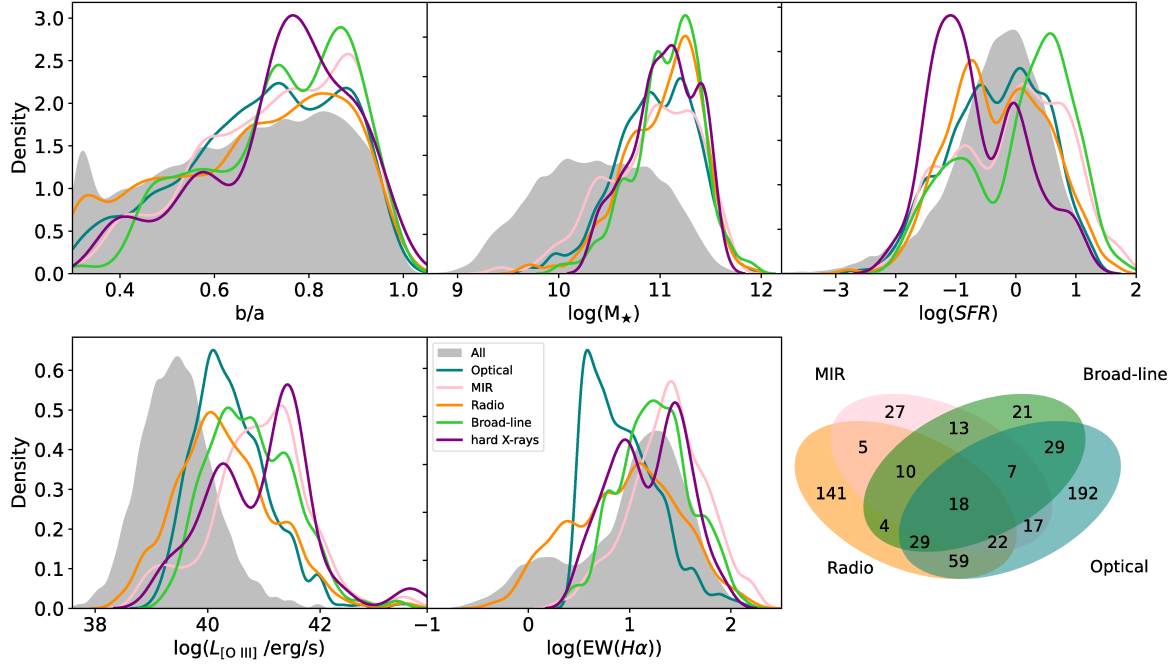 3.0
2.5
2.0
1.5
1.0
0.5
0.0
Density
0.4 0.6 0.8 1.0
b/a
9 10 11 12
log(M★)
−3 −2 −1 0 1 2
log(SFR)
0.6
0.5
0.4
0.3
0.2
0.1
0.0
Density
38 40 42
log(L[O III] /erg/s)
All
Optical
MIR
Radio
Broad-line
hard X-rays
−1 0 1 2
log(EW(Hα))
MIR Broad-line
27 21
13
5 29
10 7
141 192
18
4 17
29 22
59
Radio Optical